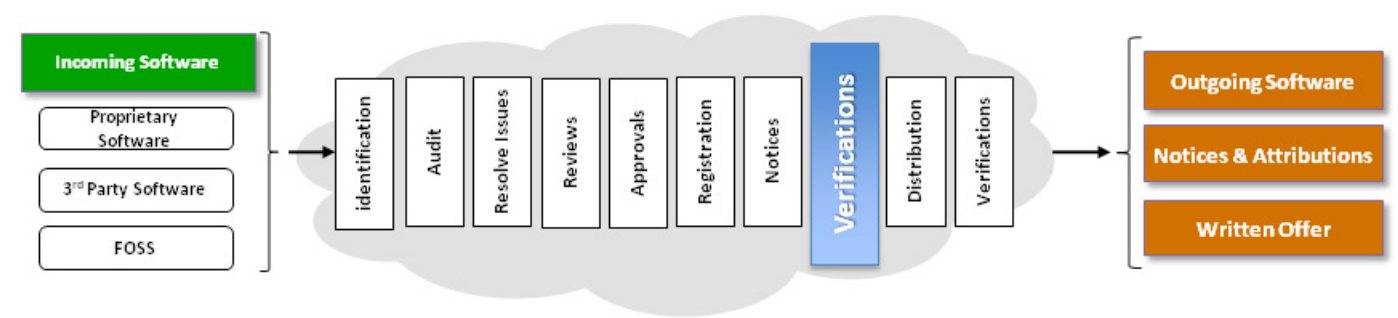 Incoming Software
Proprietary
Software
3rd Party Software
FOSS
identification
Audit
Resolve Issues
Reviews
Approvals
Registration
Notices
Verifications
Distribution
Verifications
Outgoing Software
Notices & Attributions
Written Offer